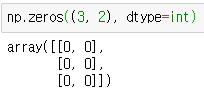 np.zeros((3, 2), dtype=int)
array([[0, 0],
       [0, 0],
       [0, 0]])